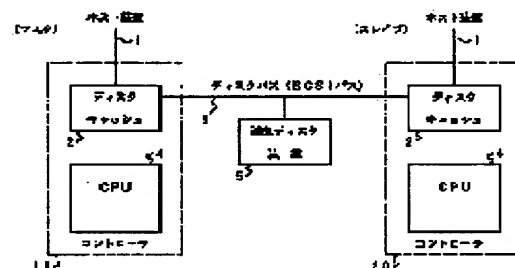 (マスタ)
ホスト装置
1
(スレイブ)
ホスト装置
1
ディスクバス(SCSIバス)
ディスク
キャッシュ
2
3
ディスク
キャッシュ
2
ディスク
装置
5
CPU
4
CPU
4
コントローラ
コントローラ